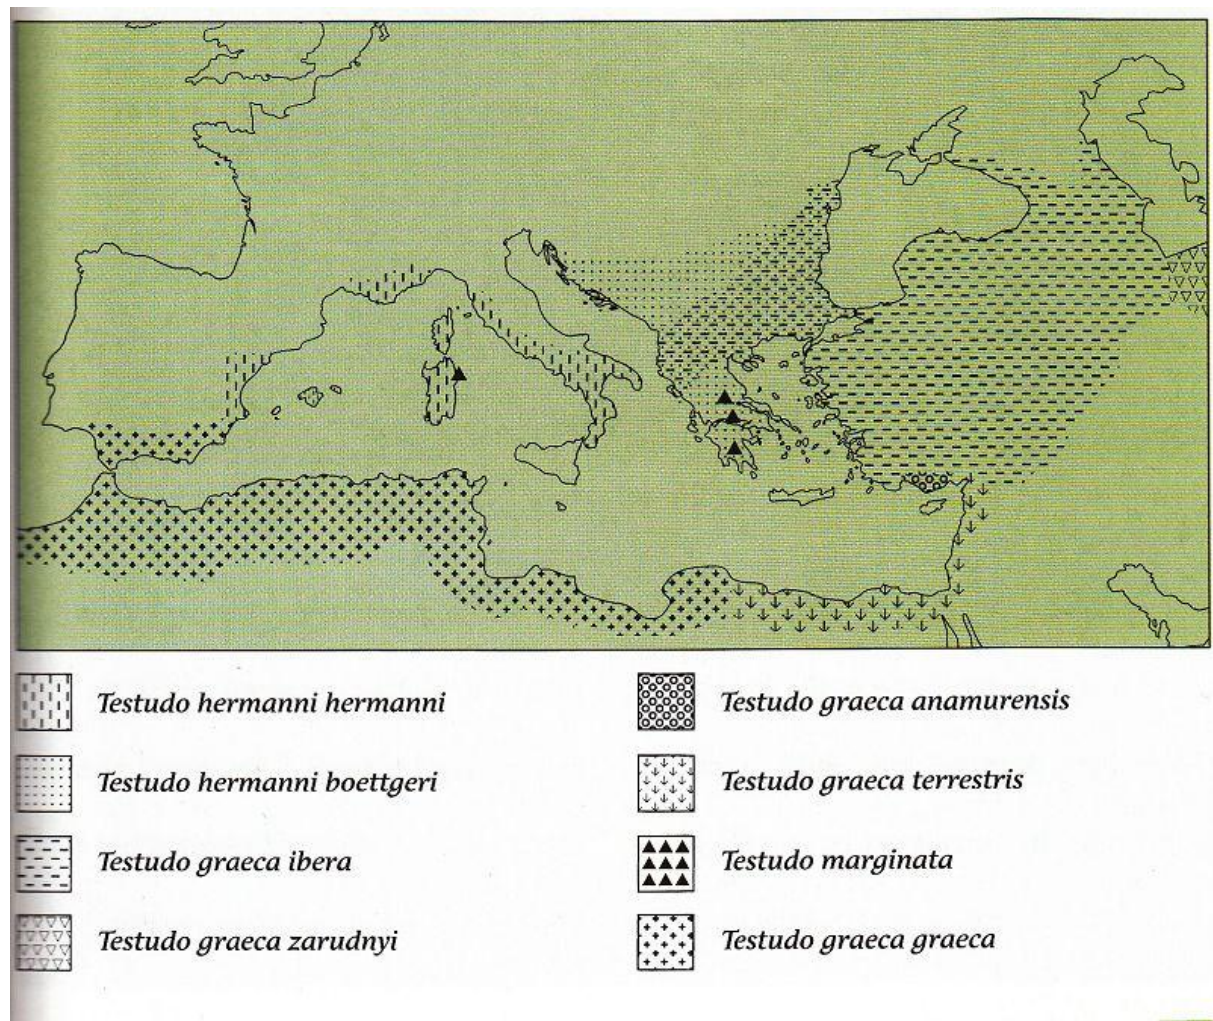 Testudo hermanni hermanni
Testudo hermanni boettgeri
Testudo graeca ibera
Testudo graeca zarudnyi
Testudo graeca anamurensis
Testudo graeca terrestris
Testudo marginata
Testudo graeca graeca